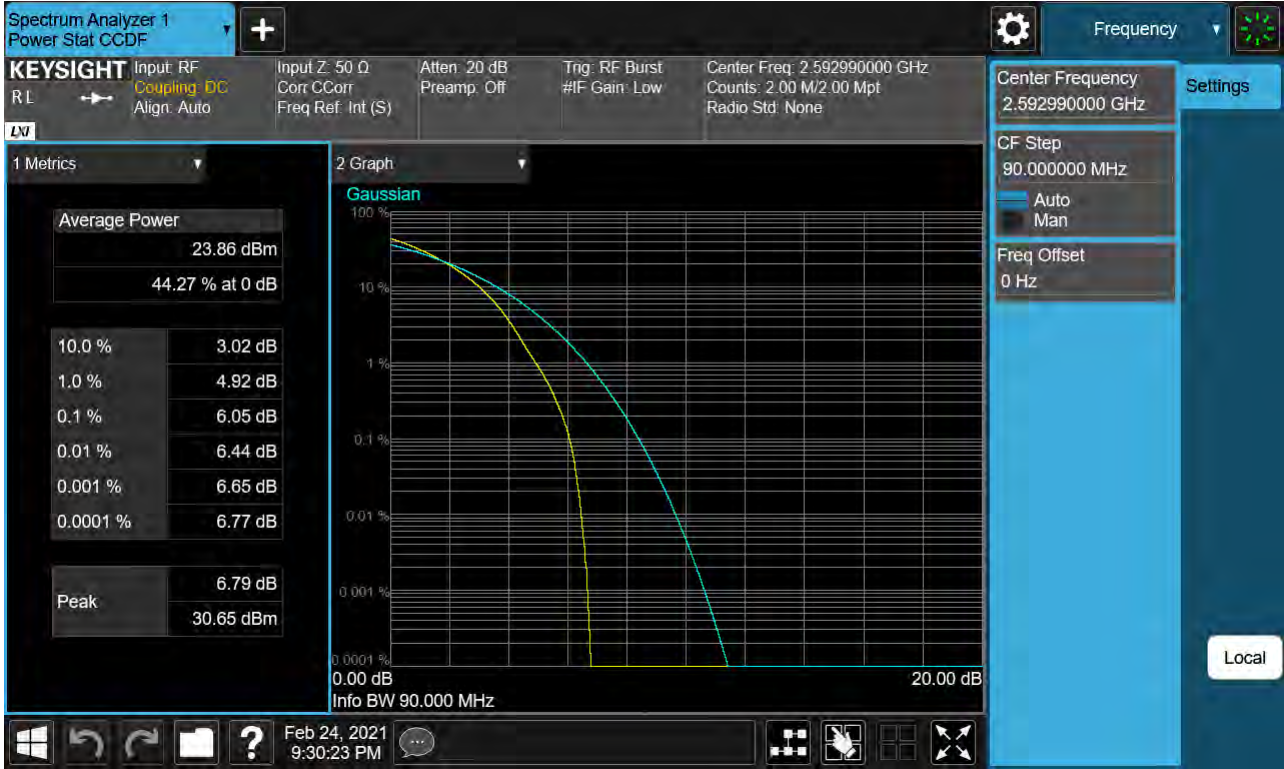 Spectrum Analyzer 1
Power Stat CCDF
Frequency
KEYSIGHT
R L
LXI
Input: RF
Coupling: DC
Align: Auto
Input Z: 50 Ω
Corr CCorr
Freq Ref: Int (S)
Atten: 20 dB
Preamp: Off
Trig: RF Burst
#IF Gain: Low
Center Freq: 2.592990000 GHz
Counts: 2.00 M/2.00 Mpt
Radio Std: None
Center Frequency
2.592990000 GHz
Settings
CF Step
90.000000 MHz
Auto
Man
Freq Offset
0 Hz
Local
1 Metrics
Average Power
23.86 dBm
44.27 % at 0 dB
10.0 % 3.02 dB
1.0 % 4.92 dB
0.1 % 6.05 dB
0.01 % 6.44 dB
0.001 % 6.65 dB
0.0001 % 6.77 dB
Peak
6.79 dB
30.65 dBm
2 Graph
Gaussian
100 %
10 %
1 %
0.1 %
0.01 %
0.001 %
0.0001 %
0.00 dB 20.00 dB
Info BW 90.000 MHz
?
Feb 24, 2021
9:30:23 PM